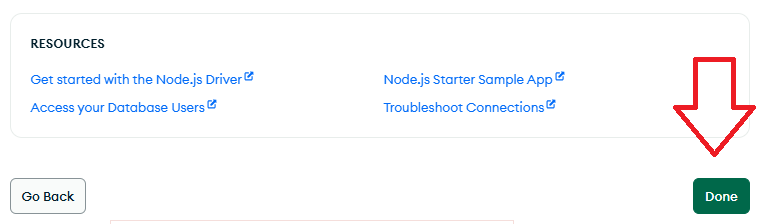 RESOURCES
Get started with the Node.js Driver
Node.js Starter Sample App
Access your Database Users
Troubleshoot Connections
Go Back
Done